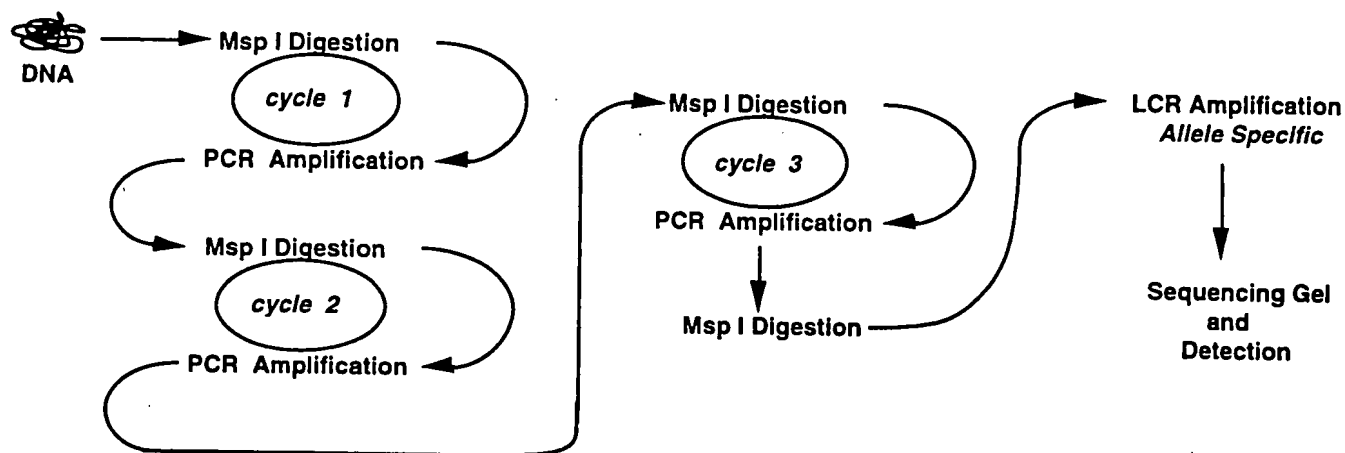 DNA
Msp I Digestion
cycle 1
PCR Amplification
Msp I Digestion
cycle 2
PCR Amplification
Msp I Digestion
cycle 3
PCR Amplification
Msp I Digestion
LCR Amplification
Allele Specific
Sequencing Gel
and
Detection